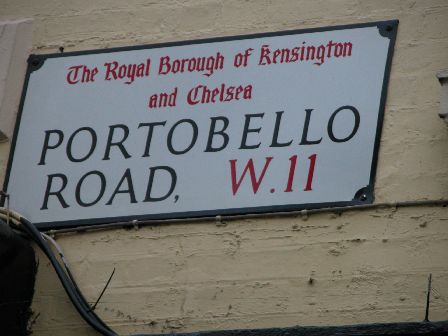 The Royal Borough of Kensington
and Chelsea
PORTOBELLO
ROAD, W.11